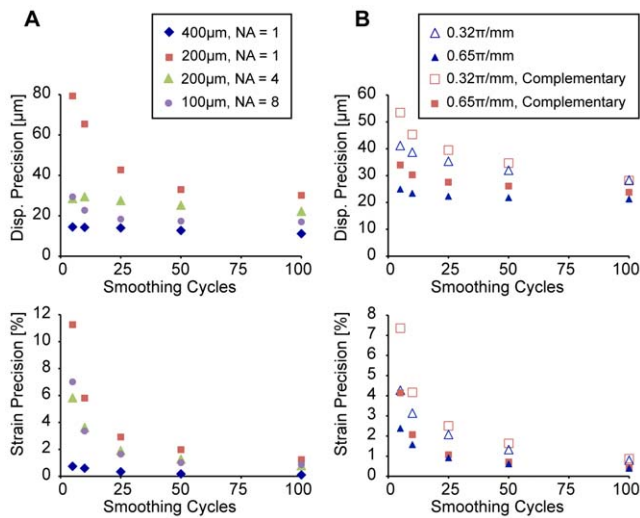 A
400µm, NA = 1
200µm, NA = 1
200µm, NA = 4
100µm, NA = 8
80
60
40
20
0
Disp. Precision [µm]
0 25 50 75 100
Smoothing Cycles
12
10
8
6
4
2
0
Strain Precision [%]
0 25 50 75 100
Smoothing Cycles
B
0.32π/mm
0.65π/mm
0.32π/mm, Complementary
0.65π/mm, Complementary
60
50
40
30
20
10
0
Disp. Precision [µm]
0 25 50 75 100
Smoothing Cycles
8
7
6
5
4
3
2
1
0
Strain Precision [%]
0 25 50 75 100
Smoothing Cycles